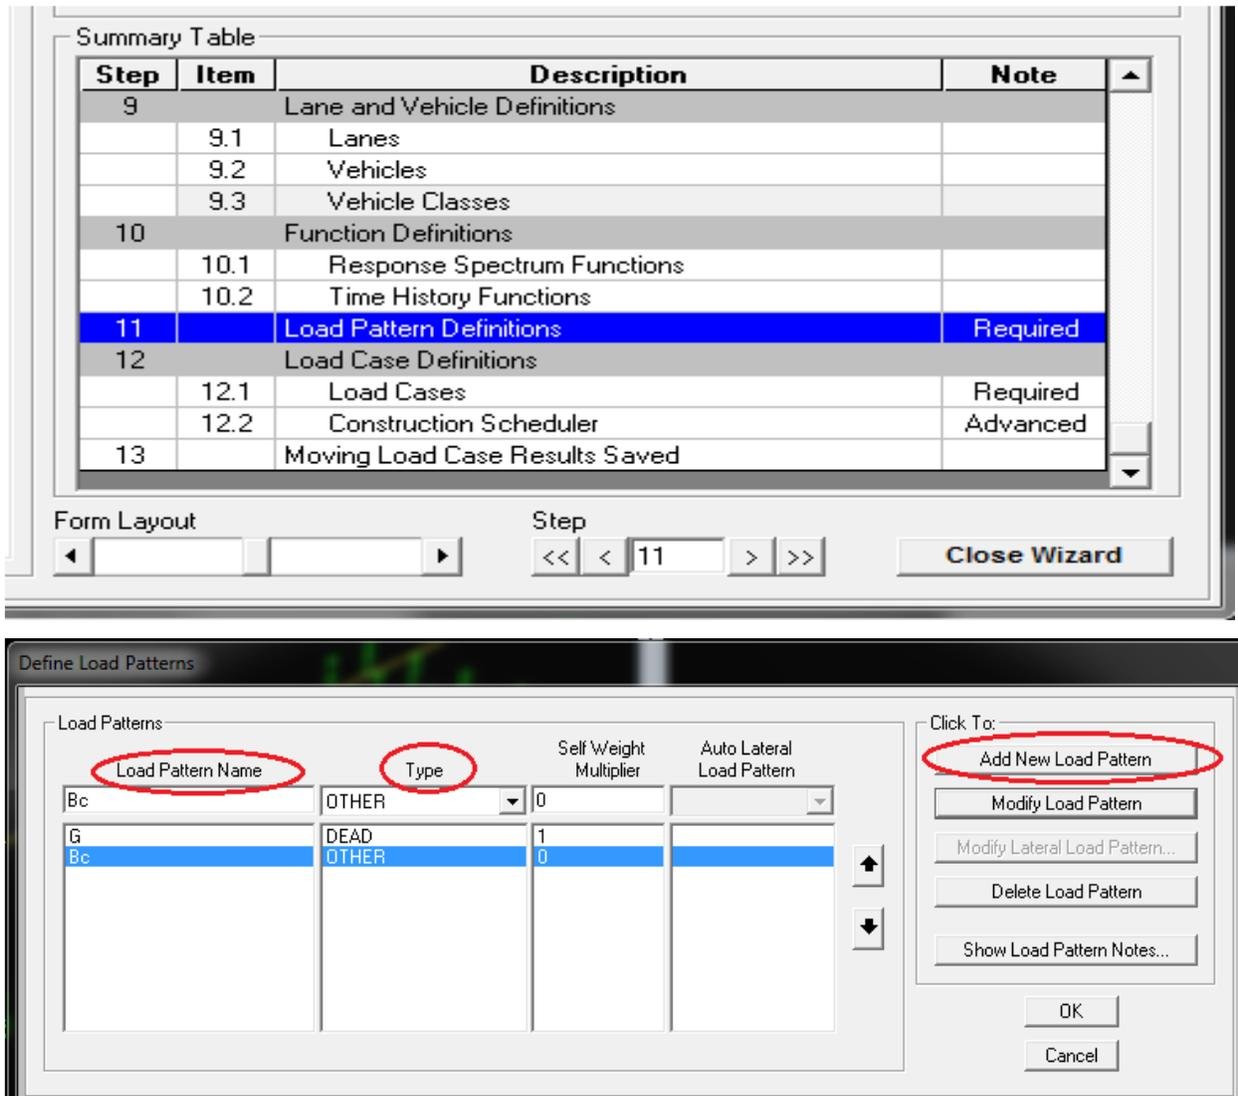 Summary Table
Step Item Description Note
9 Lane and Vehicle Definitions
9.1 Lanes
9.2 Vehicles
9.3 Vehicle Classes
10 Function Definitions
10.1 Response Spectrum Functions
10.2 Time History Functions
11 Load Pattern Definitions Required
12 Load Case Definitions
12.1 Load Cases Required
12.2 Construction Scheduler Advanced
13 Moving Load Case Results Saved
Form Layout Step
<< < 11 > >> Close Wizard
Define Load Patterns
Load Patterns Click To:
Load Pattern Name Type Self Weight Multiplier Auto Lateral Load Pattern Add New Load Pattern
Bc OTHER 0 Modify Load Pattern
G DEAD 1
Bc OTHER 0 Modify Lateral Load Pattern...
Delete Load Pattern
Show Load Pattern Notes...
OK
Cancel